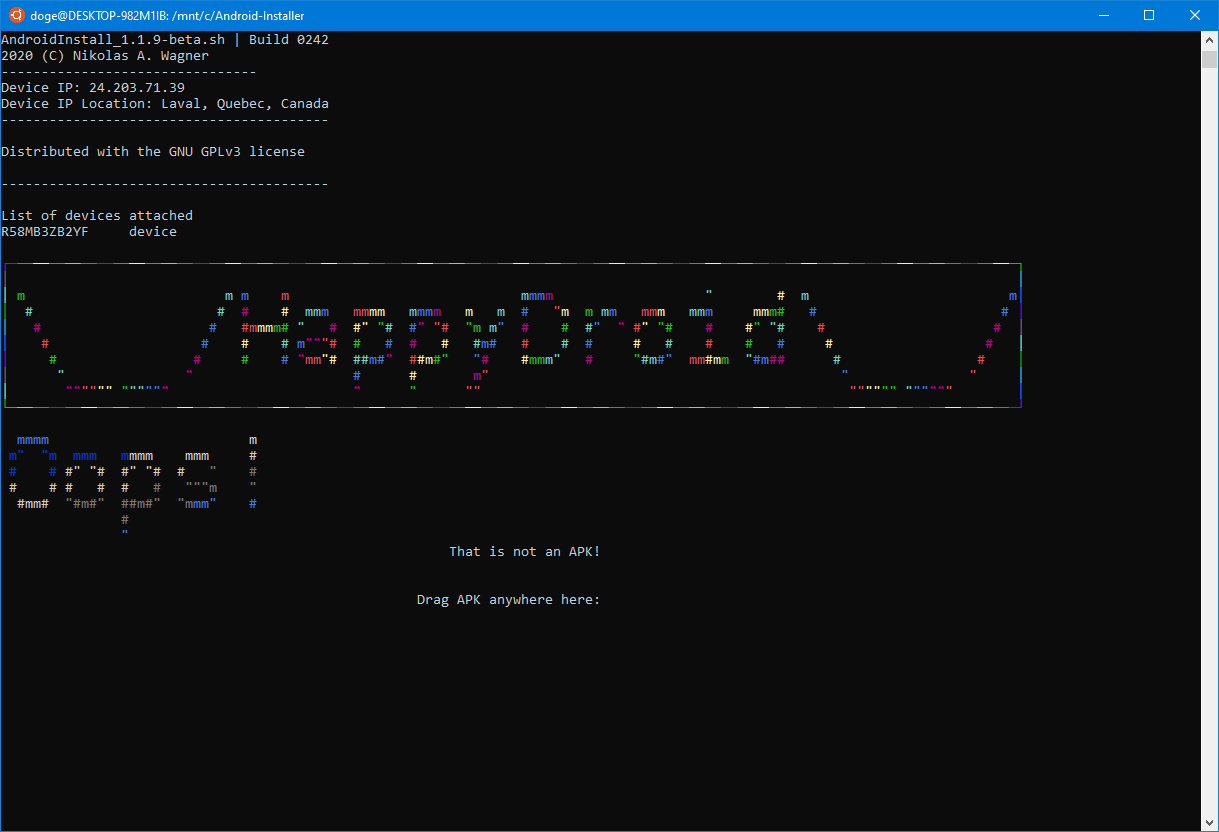 doge@DESKTOP-982M1IB: /mnt/c/Android-Installer
AndroidInstall_1.1.9-beta.sh | Build 0242
2020 (C) Nikolas A. Wagner
--------------------------------
Device IP: 24.203.71.39
Device IP Location: Laval, Quebec, Canada
-----------------------------------------
Distributed with the GNU GPLv3 license
-----------------------------------------
List of devices attached
R58MB3ZB2YF device
HappyDroid
Oops!
That is not an APK!
Drag APK anywhere here: